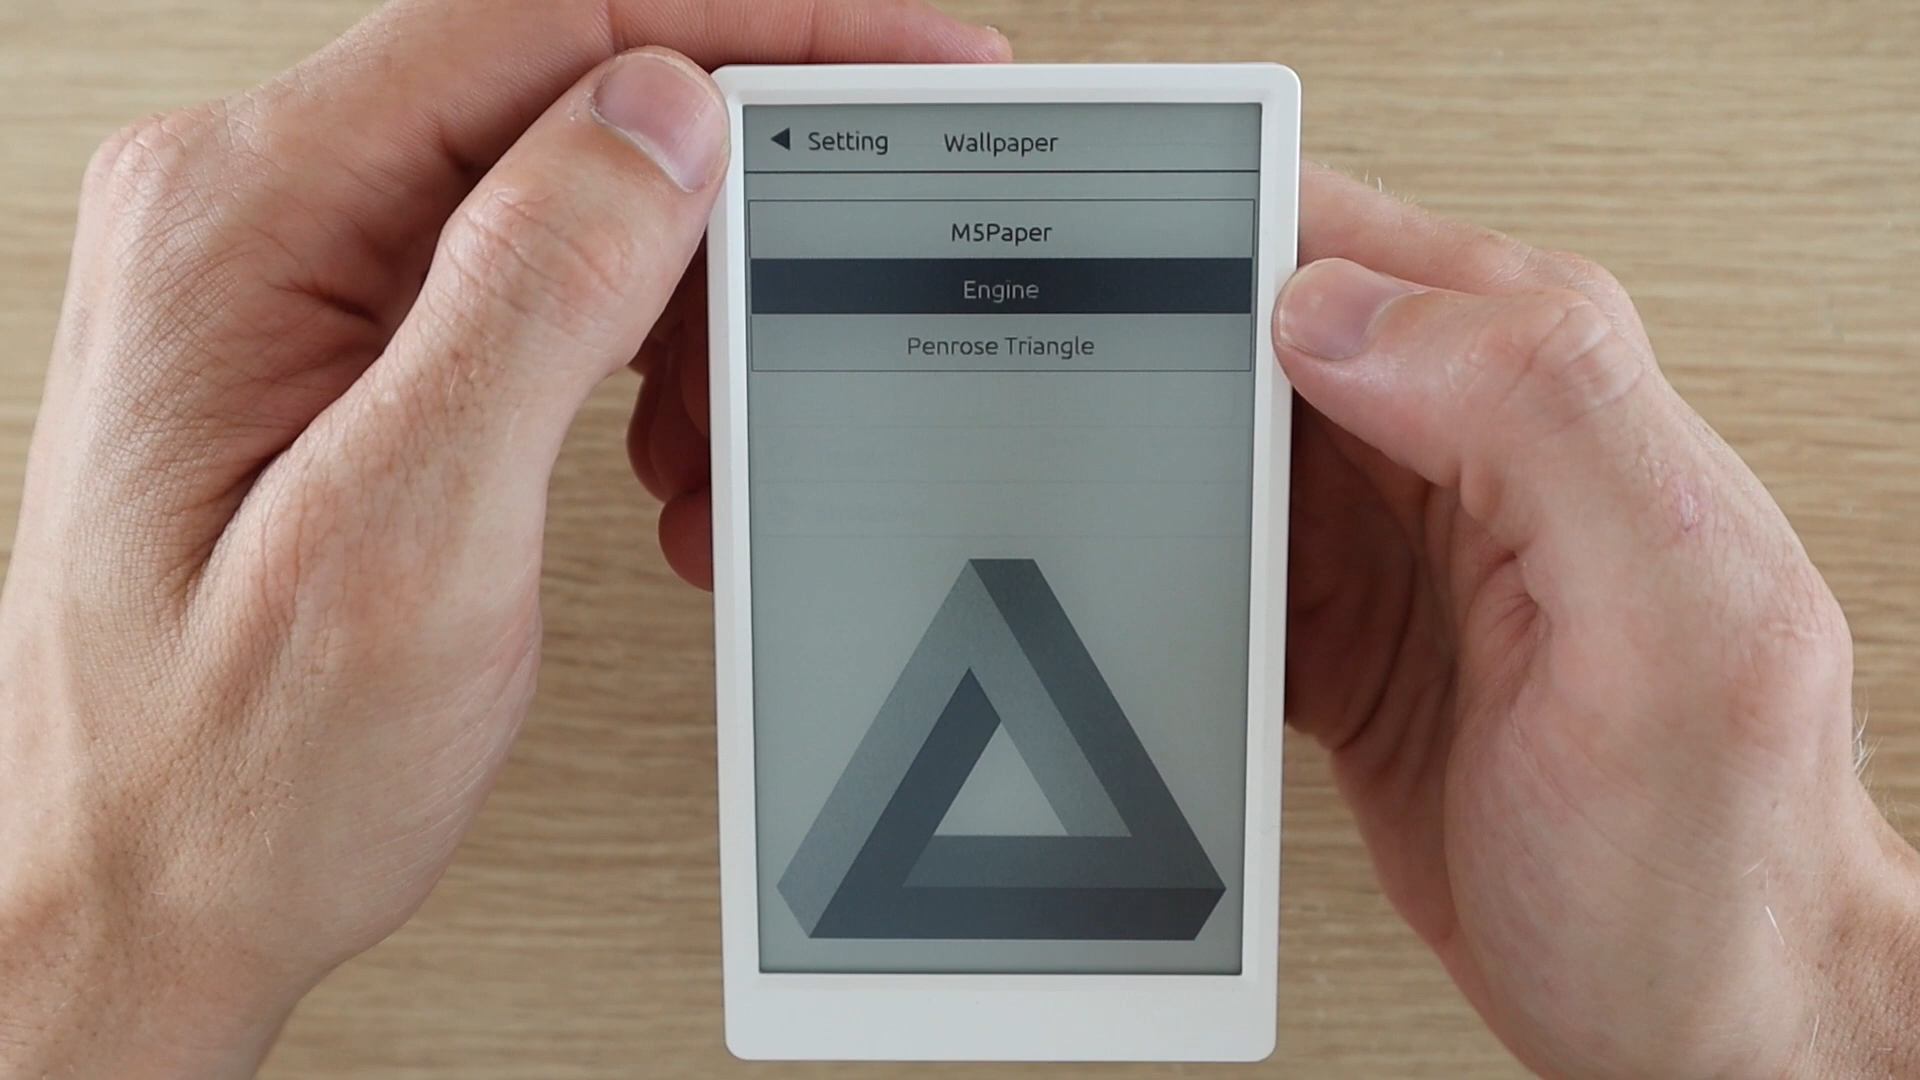 Setting Wallpaper
M5Paper
Engine
Penrose Triangle